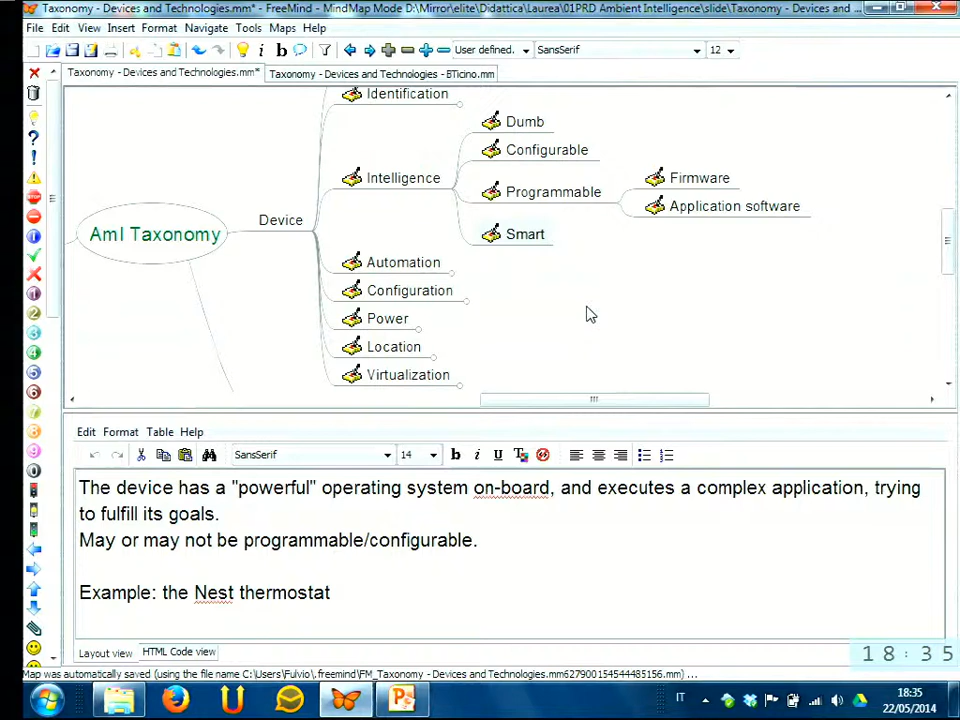 Taxonomy - Devices and Technologies.mm* - FreeMind - MindMap Mode D:\Mirror\elite\Didattica\Laurea\01PRD Ambient Intelligence\slide\Taxonomy - Devices and ...
File Edit View Insert Format Navigate Tools Maps Help
User defined. SansSerif 12
Taxonomy - Devices and Technologies.mm* Taxonomy - Devices and Technologies - BTicino.mm
Identification
Dumb
Configurable
Intelligence
Programmable
Firmware
Application software
Smart
Device
AmI Taxonomy
Automation
Configuration
Power
Location
Virtualization
Edit Format Table Help
SansSerif 14
The device has a "powerful" operating system on-board, and executes a complex application, trying
to fulfill its goals.
May or may not be programmable/configurable.
Example: the Nest thermostat
Layout view HTML Code view
18:35
Map was automatically saved (using the file name C:\Users\Fulvio\.freemind\FM_Taxonomy - Devices and Technologies.mm627900154544485156.mm) ...
IT
18:35
22/05/2014